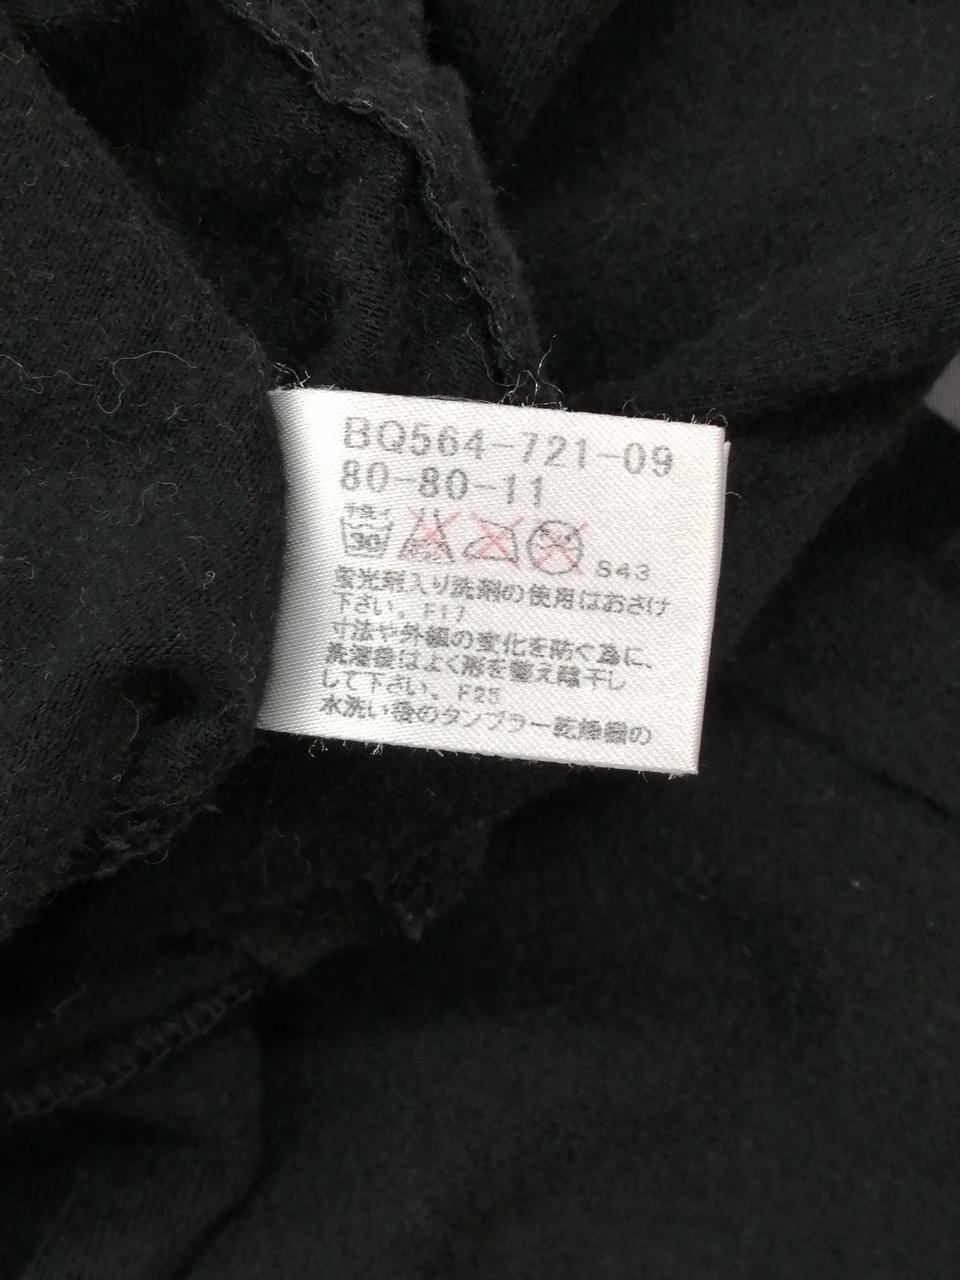 BQ564-721-09
80-80-11
手洗イ
30
S43
蛍光剤入り洗剤の使用はおさけ
下さい。F17
寸法や外観の変化を防ぐ為に、
洗濯後はよく形を整え陰干し
して下さい。F25
水洗い後のタンブラー乾燥機の